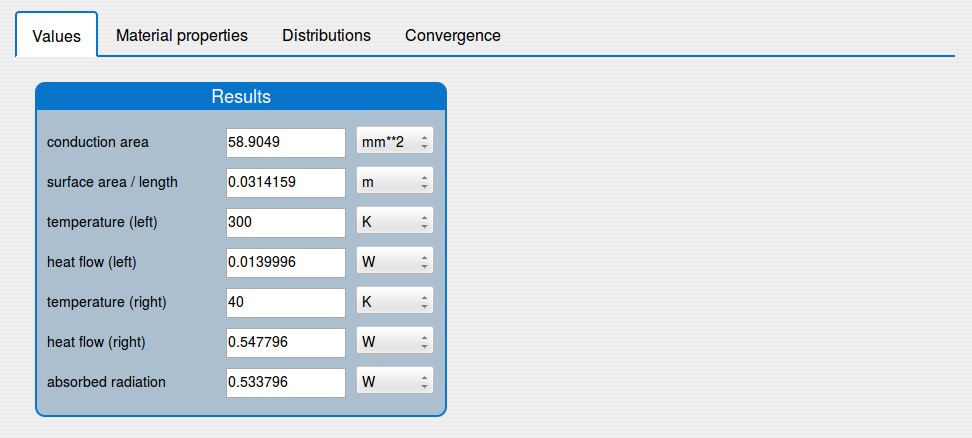 Values Material properties Distributions Convergence
Results
conduction area 58.9049 mm**2
surface area / length 0.0314159 m
temperature (left) 300 K
heat flow (left) 0.0139996 W
temperature (right) 40 K
heat flow (right) 0.547796 W
absorbed radiation 0.533796 W